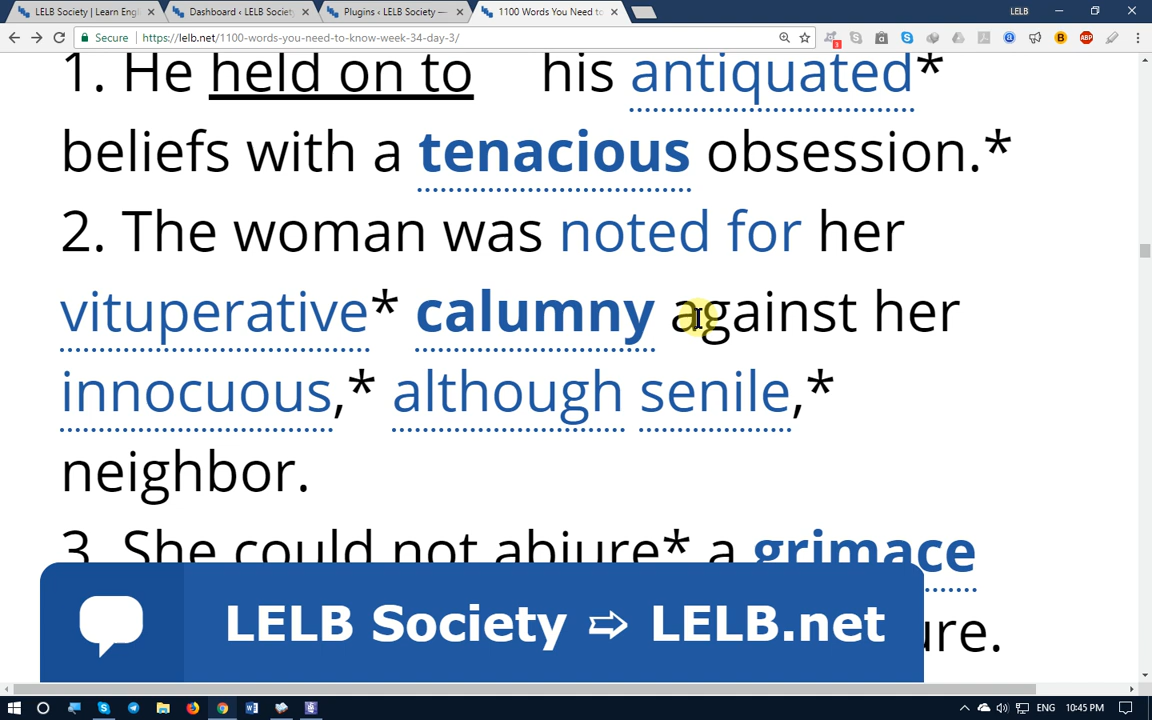 LELB Society | Learn Engl
Dashboard ‹ LELB Society
Plugins ‹ LELB Society —
1100 Words You Need to
LELB
Secure
https://lelb.net/1100-words-you-need-to-know-week-34-day-3/
1. He held on to his antiquated*
beliefs with a tenacious obsession.*
2. The woman was noted for her
vituperative* calumny against her
innocuous,* although senile,*
neighbor.
3. She could not abjure* a grimace
ure.
LELB Society ⇨ LELB.net
ENG 10:45 PM